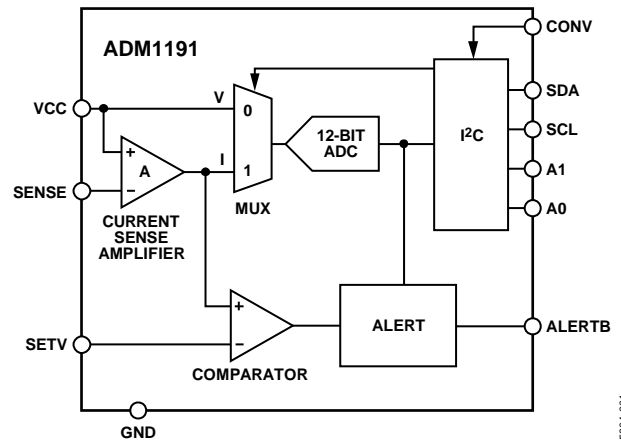 ADM1191
CONV
VCC
V
0
SDA
I²C
12-BIT
ADC
SCL
+
A
I
1
A1
SENSE
−
MUX
A0
CURRENT
SENSE
AMPLIFIER
+
ALERT
ALERTB
SETV
−
COMPARATOR
GND